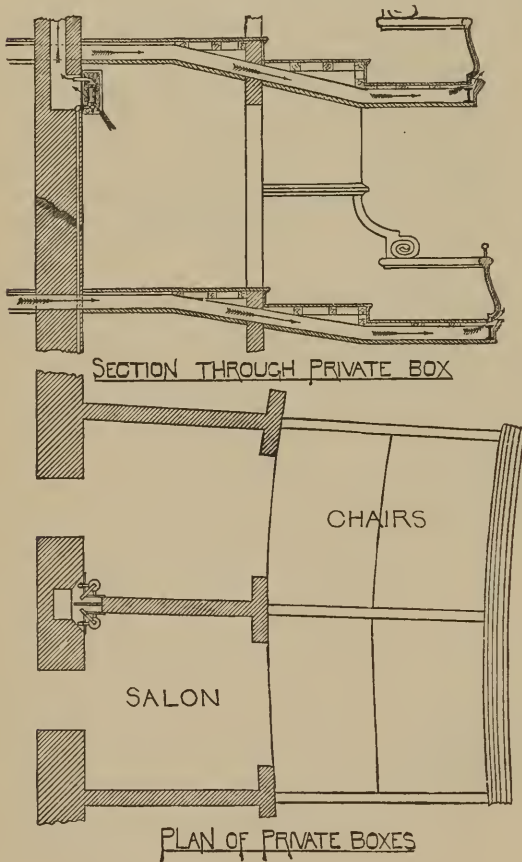 SECTION THROUGH PRIVATE BOX
CHAIRS
SALON
PLAN OF PRIVATE BOXES